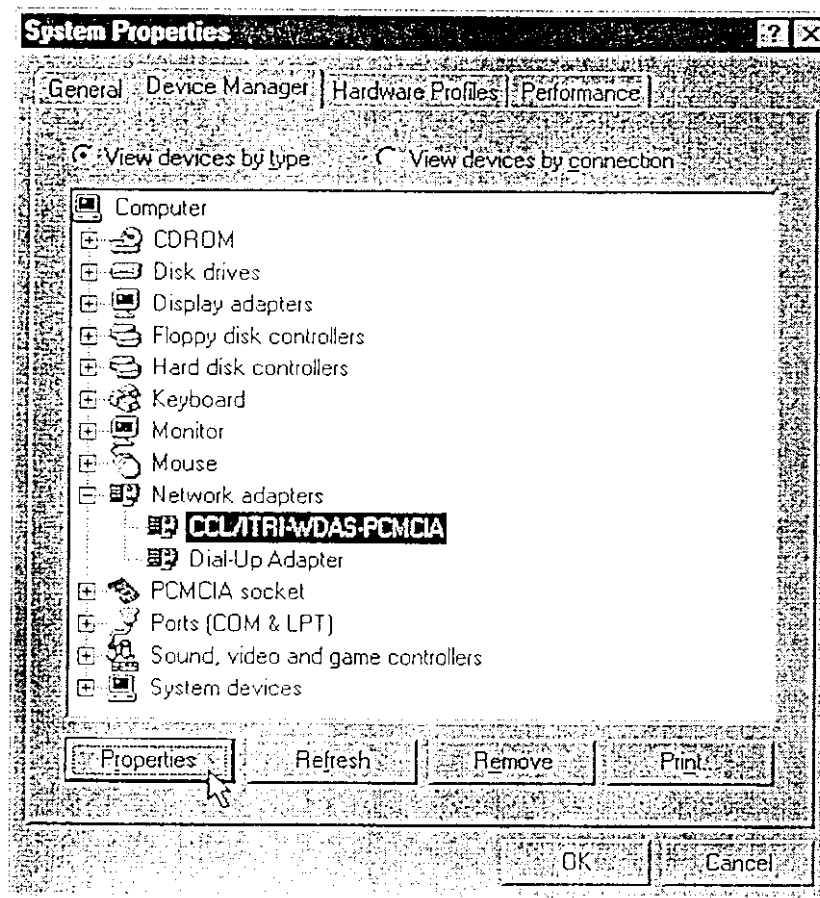 System Properties
General Device Manager Hardware Profiles Performance
View devices by type View devices by connection
Computer
CDROM
Disk drives
Display adapters
Floppy disk controllers
Hard disk controllers
Keyboard
Monitor
Mouse
Network adapters
CCL/ITRI-WDAS-PCMCIA
Dial-Up Adapter
PCMCIA socket
Ports (COM & LPT)
Sound, video and game controllers
System devices
Properties Refresh Remove Print...
OK Cancel